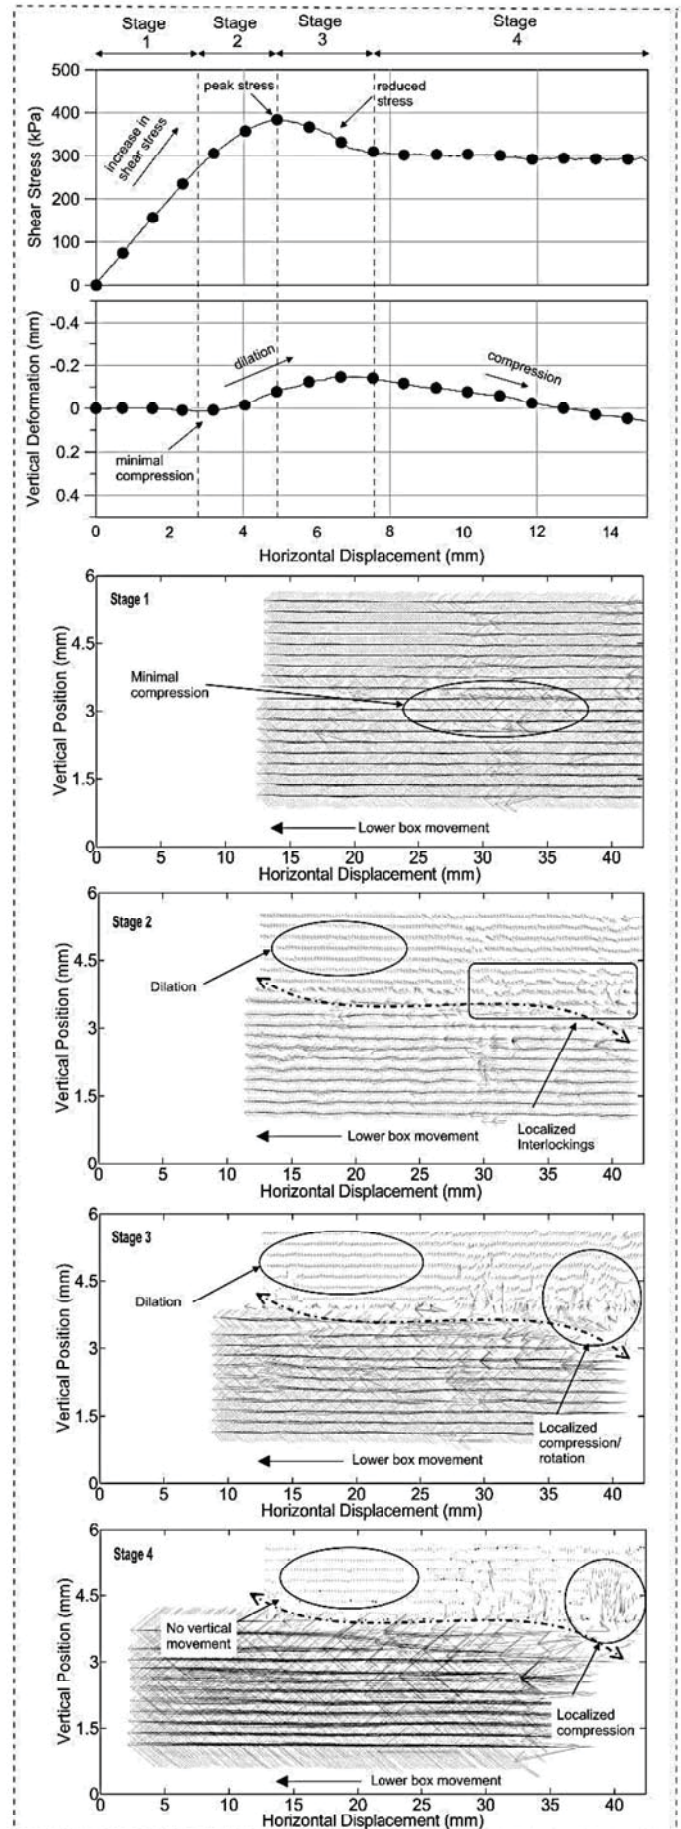 Stage 1
Stage 2
Stage 3
Stage 4
500
400
300
200
100
0
Shear Stress (kPa)
increase in
shear stress
peak stress
reduced
stress
-0.4
-0.2
0
0.2
0.4
Vertical Deformation (mm)
dilation
compression
minimal
compression
0 2 4 6 8 10 12 14
Horizontal Displacement (mm)
6
4.5
3
1.5
0
Vertical Position (mm)
Stage 1
Minimal
compression
Lower box movement
0 5 10 15 20 25 30 35 40
Horizontal Displacement (mm)
6
4.5
3
1.5
0
Vertical Position (mm)
Stage 2
Dilation
Localized
Interlockings
Lower box movement
0 5 10 15 20 25 30 35 40
Horizontal Displacement (mm)
6
4.5
3
1.5
0
Vertical Position (mm)
Stage 3
Dilation
Localized
compression/
rotation
Lower box movement
0 5 10 15 20 25 30 35 40
Horizontal Displacement (mm)
6
4.5
3
1.5
0
Vertical Position (mm)
Stage 4
No vertical
movement
Localized
compression
Lower box movement
0 5 10 15 20 25 30 35 40
Horizontal Displacement (mm)